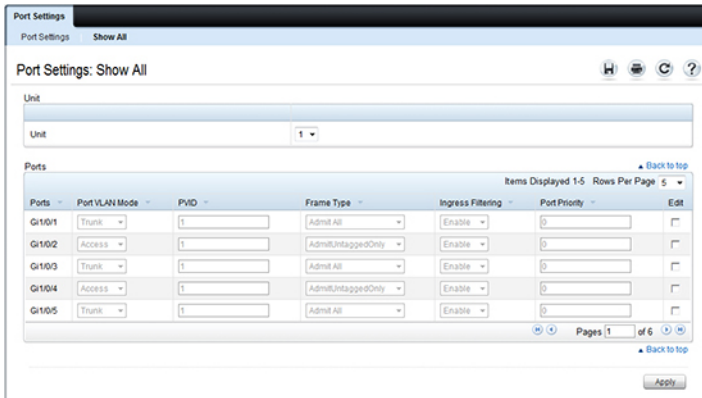 Port Settings
Port Settings Show All
Port Settings: Show All
Unit
Unit 1
Ports Back to top
Items Displayed 1-5 Rows Per Page 5
Ports Port VLAN Mode PVID Frame Type Ingress Filtering Port Priority Edit
Gi1/0/1 Trunk 1 Admit All Enable 0
Gi1/0/2 Access 1 AdmitUntaggedOnly Enable 0
Gi1/0/3 Trunk 1 Admit All Enable 0
Gi1/0/4 Access 1 AdmitUntaggedOnly Enable 0
Gi1/0/5 Trunk 1 Admit All Enable 0
Pages 1 of 6
Back to top
Apply